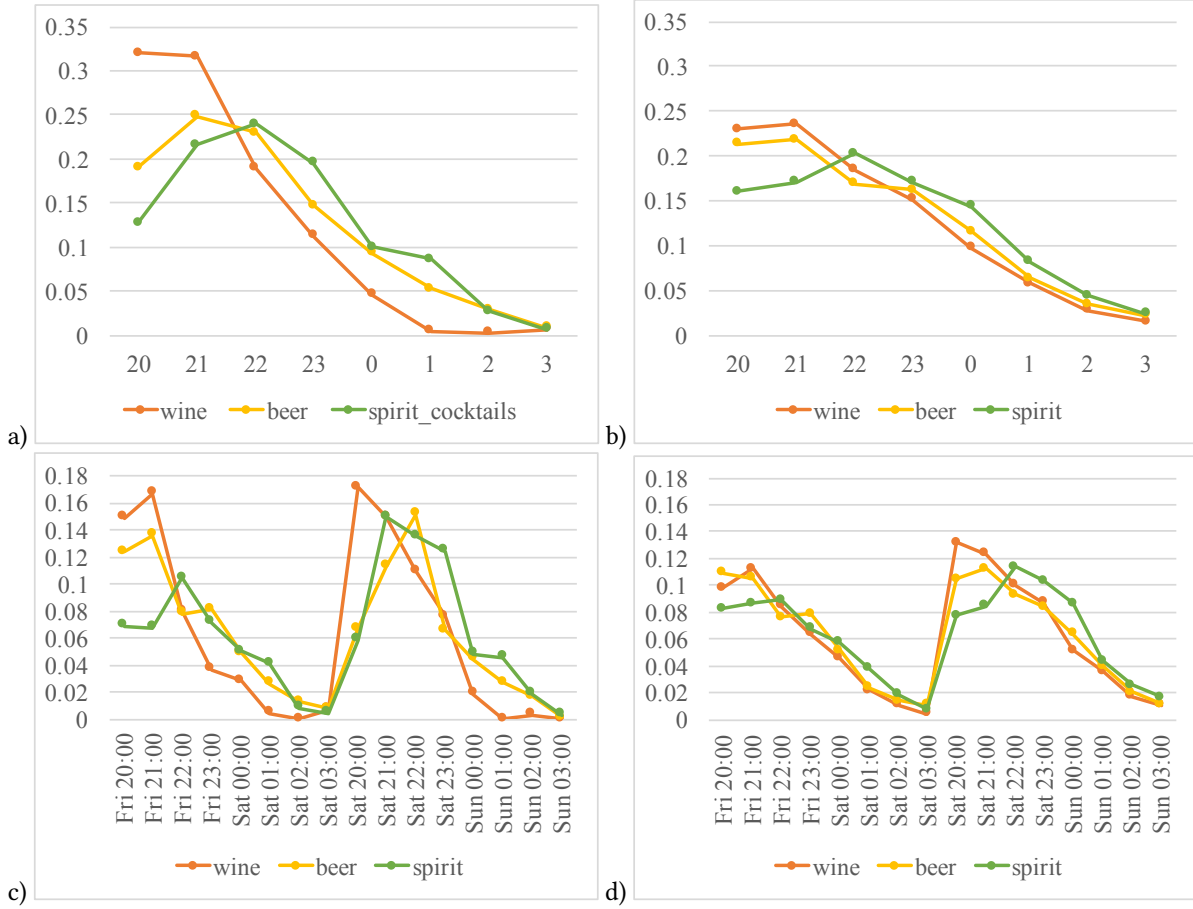 0.35
0.3
0.25
0.2
0.15
0.1
0.05
0
20 21 22 23 0 1 2 3
wine beer spirit_cocktails
a)
0.35
0.3
0.25
0.2
0.15
0.1
0.05
0
20 21 22 23 0 1 2 3
wine beer spirit
b)
0.18
0.16
0.14
0.12
0.1
0.08
0.06
0.04
0.02
0
Fri 20:00
Fri 21:00
Fri 22:00
Fri 23:00
Sat 00:00
Sat 01:00
Sat 02:00
Sat 03:00
Sat 20:00
Sat 21:00
Sat 22:00
Sat 23:00
Sun 00:00
Sun 01:00
Sun 02:00
Sun 03:00
wine beer spirit
c)
0.18
0.16
0.14
0.12
0.1
0.08
0.06
0.04
0.02
0
Fri 20:00
Fri 21:00
Fri 22:00
Fri 23:00
Sat 00:00
Sat 01:00
Sat 02:00
Sat 03:00
Sat 20:00
Sat 21:00
Sat 22:00
Sat 23:00
Sun 00:00
Sun 01:00
Sun 02:00
Sun 03:00
wine beer spirit
d)